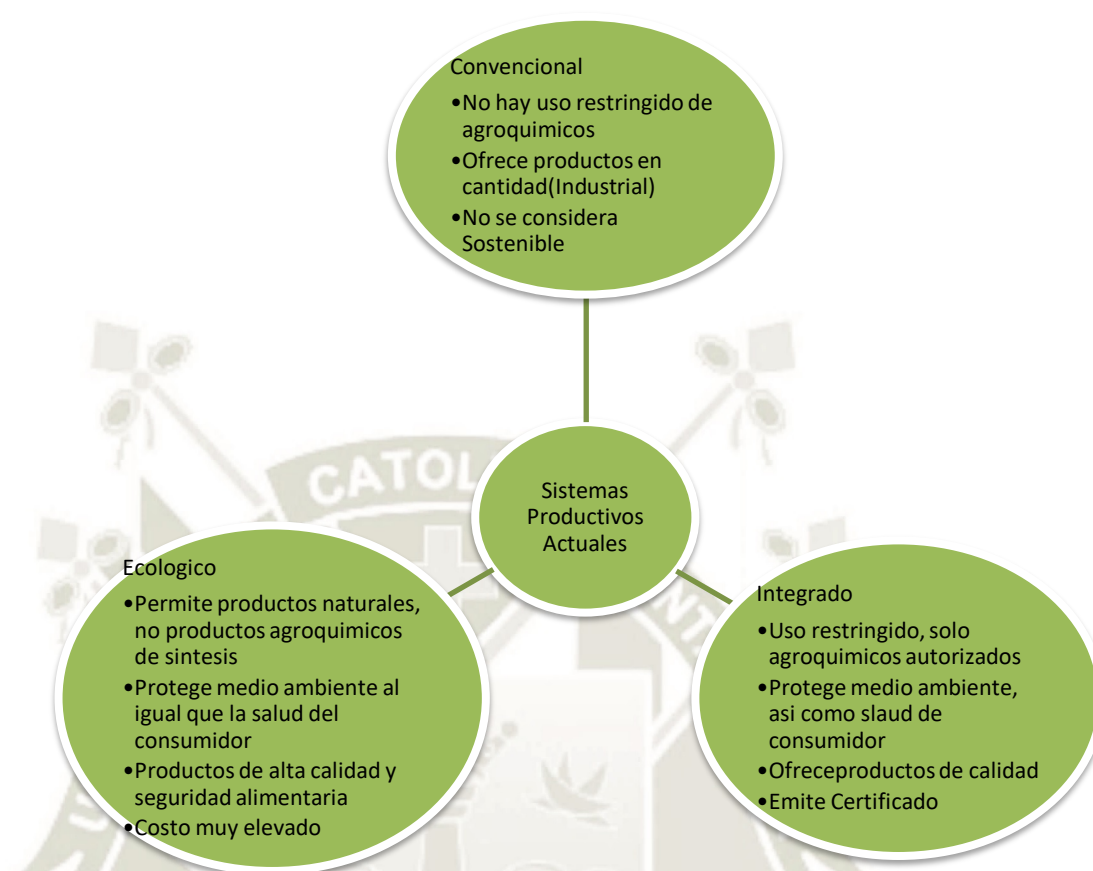 Convencional
•No hay uso restringido de
agroquimicos
•Ofrece productos en
cantidad(Industrial)
•No se considera
Sostenible
CATOL
Sistemas
Productivos
Actuales
Ecologico
•Permite productos naturales,
no productos agroquimicos
de sintesis
•Protege medio ambiente al
igual que la salud del
consumidor
•Productos de alta calidad y
seguridad alimentaria
•Costo muy elevado
Integrado
•Uso restringido, solo
agroquimicos autorizados
•Protege medio ambiente,
asi como slaud de
consumidor
•Ofreceproductos de calidad
•Emite Certificado